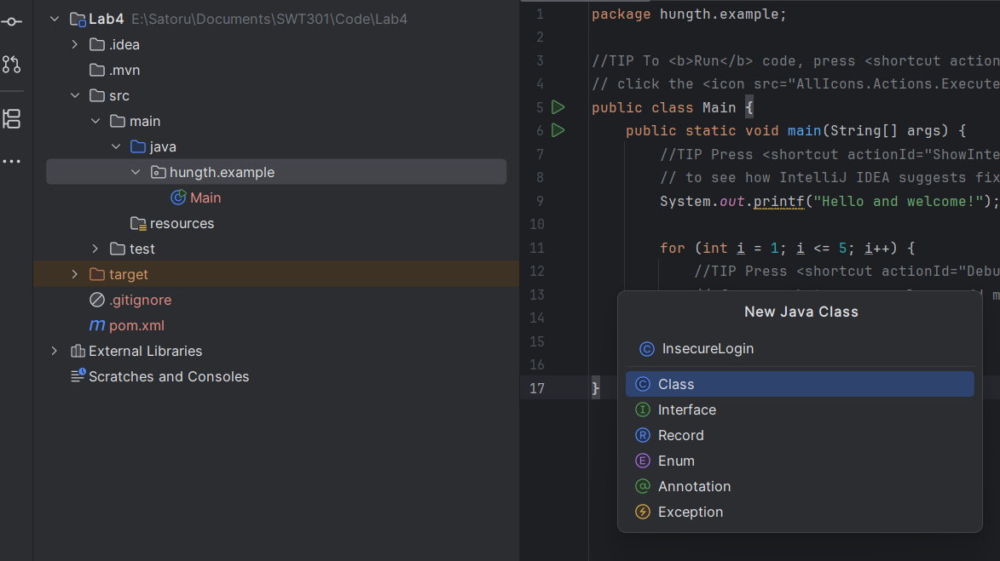 Lab4 E:\Satoru\Documents\SWT301\Code\Lab4
.idea
.mvn
src
main
java
hungth.example
Main
resources
test
target
.gitignore
pom.xml
External Libraries
Scratches and Consoles
1 package hungth.example;
2
3 //TIP To <b>Run</b> code, press <shortcut action
4 // click the <icon src="AllIcons.Actions.Execute
5 public class Main {
6 public static void main(String[] args) {
7 //TIP Press <shortcut actionId="ShowInte
8 // to see how IntelliJ IDEA suggests fix
9 System.out.printf("Hello and welcome!");
10
11 for (int i = 1; i <= 5; i++) {
12 //TIP Press <shortcut actionId="Debu
13
14
15
16
17 }
New Java Class
InsecureLogin
Class
Interface
Record
Enum
Annotation
Exception